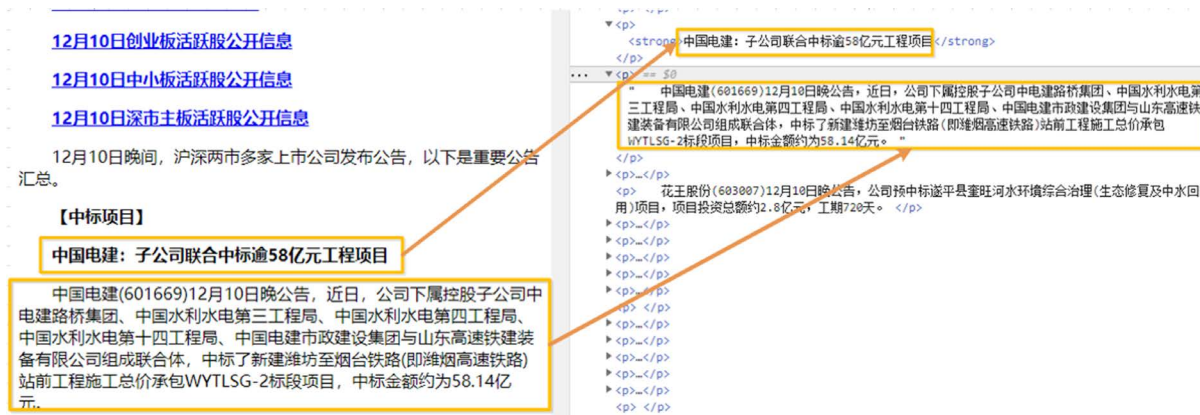 12月10日创业板活跃股公开信息
12月10日中小板活跃股公开信息
12月10日深市主板活跃股公开信息
12月10日晚间，沪深两市多家上市公司发布公告，以下是重要公告
汇总。
【中标项目】
中国电建：子公司联合中标逾58亿元工程项目
中国电建(601669)12月10日晚公告，近日，公司下属控股子公司中
电建路桥集团、中国水利水电第三工程局、中国水利水电第四工程局、
中国水利水电第十四工程局、中国电建市政建设集团与山东高速铁建装
备有限公司组成联合体，中标了新建潍坊至烟台铁路(即潍烟高速铁路)
站前工程施工总价承包WYTLSG-2标段项目，中标金额约为58.14亿
元。
▼<p>
<strong>中国电建：子公司联合中标逾58亿元工程项目</strong>
</p>
... ▼<p> == $0
"　　中国电建(601669)12月10日晚公告，近日，公司下属控股子公司中电建路桥集团、中国水利水电第
三工程局、中国水利水电第四工程局、中国水利水电第十四工程局、中国电建市政建设集团与山东高速铁
建装备有限公司组成联合体，中标了新建潍坊至烟台铁路(即潍烟高速铁路)站前工程施工总价承包
WYTLSG-2标段项目，中标金额约为58.14亿元。 "
</p>
▶<p>…</p>
<p>　　花王股份(603007)12月10日晚公告，公司预中标遂平县奎旺河水环境综合治理(生态修复及中水回
用)项目，项目投资总额约2.8亿元，工期720天。 </p>
▶<p>…</p>
▶<p>…</p>
▶<p>…</p>
▶<p>…</p>
▶<p>…</p>
<p> </p>
▶<p>…</p>
▶<p>…</p>
▶<p>…</p>
▶<p>…</p>
▶<p>…</p>
<p> </p>